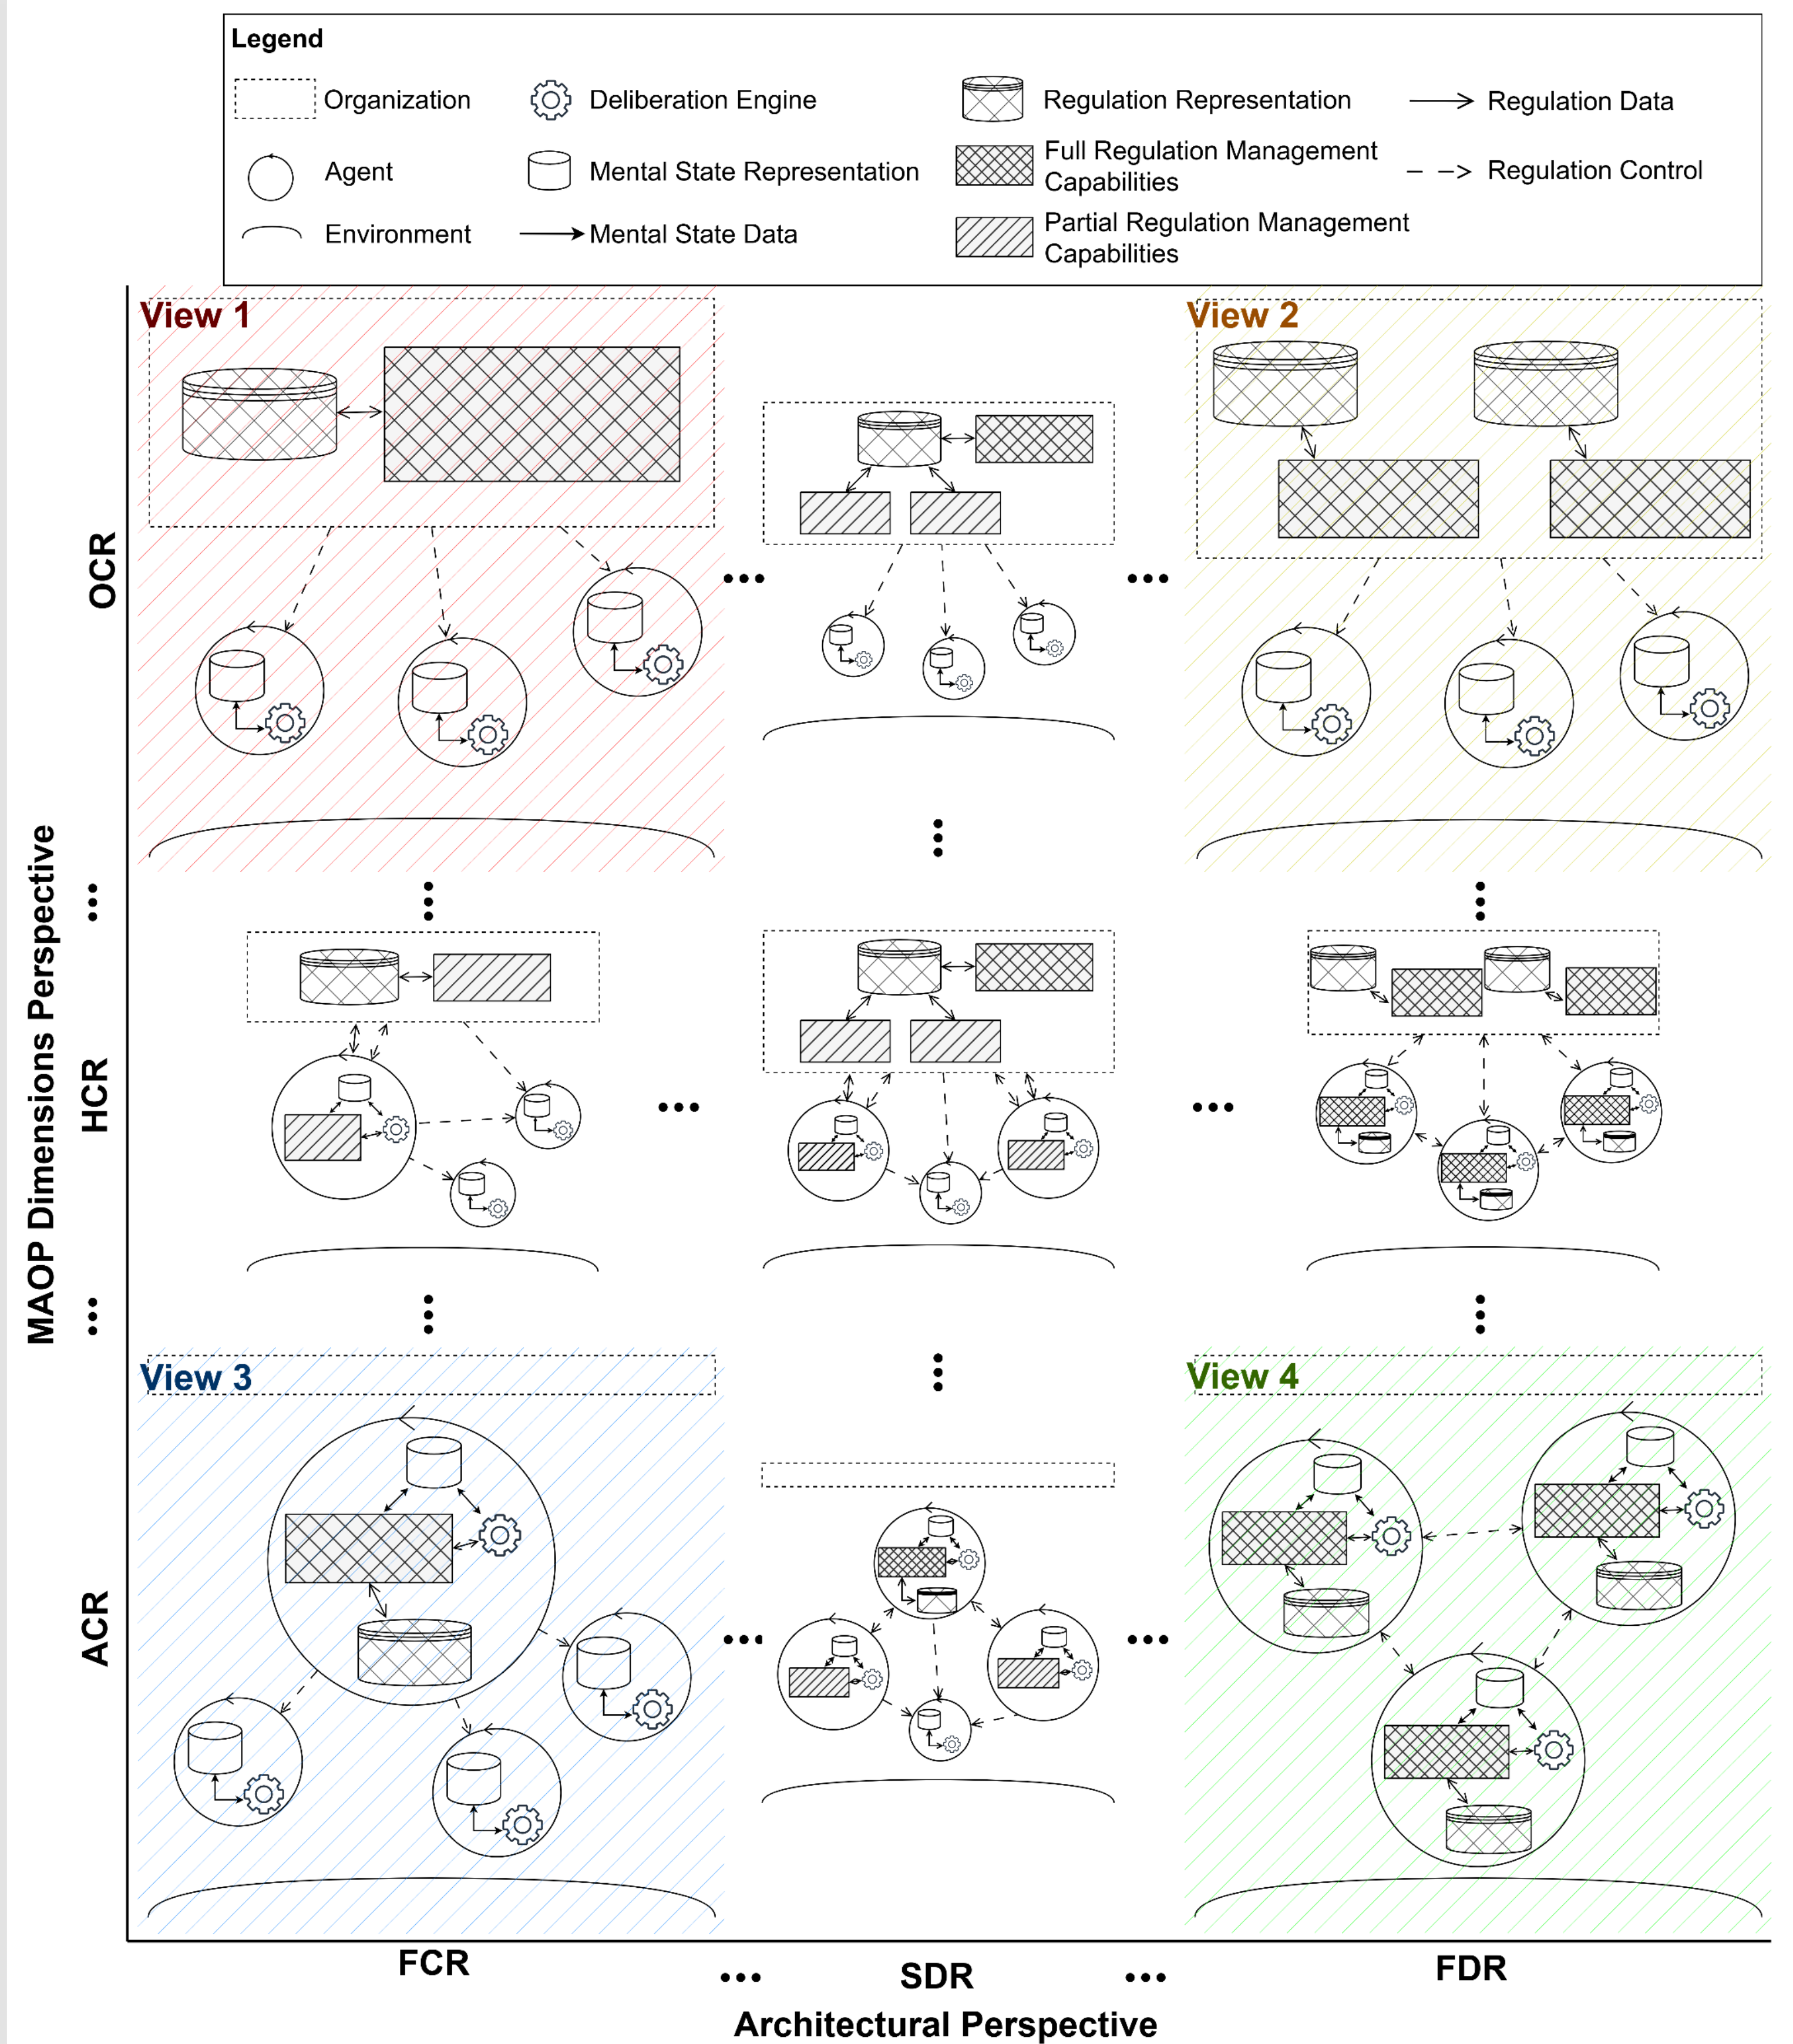 Legend
Organization
Deliberation Engine
Regulation Representation
Regulation Data
Agent
Mental State Representation
Full Regulation Management
Capabilities
Regulation Control
Environment
Mental State Data
Partial Regulation Management
Capabilities
View 1
View 2
OCR
MAOP Dimensions Perspective
HCR
View 3
View 4
ACR
FCR
SDR
FDR
Architectural Perspective